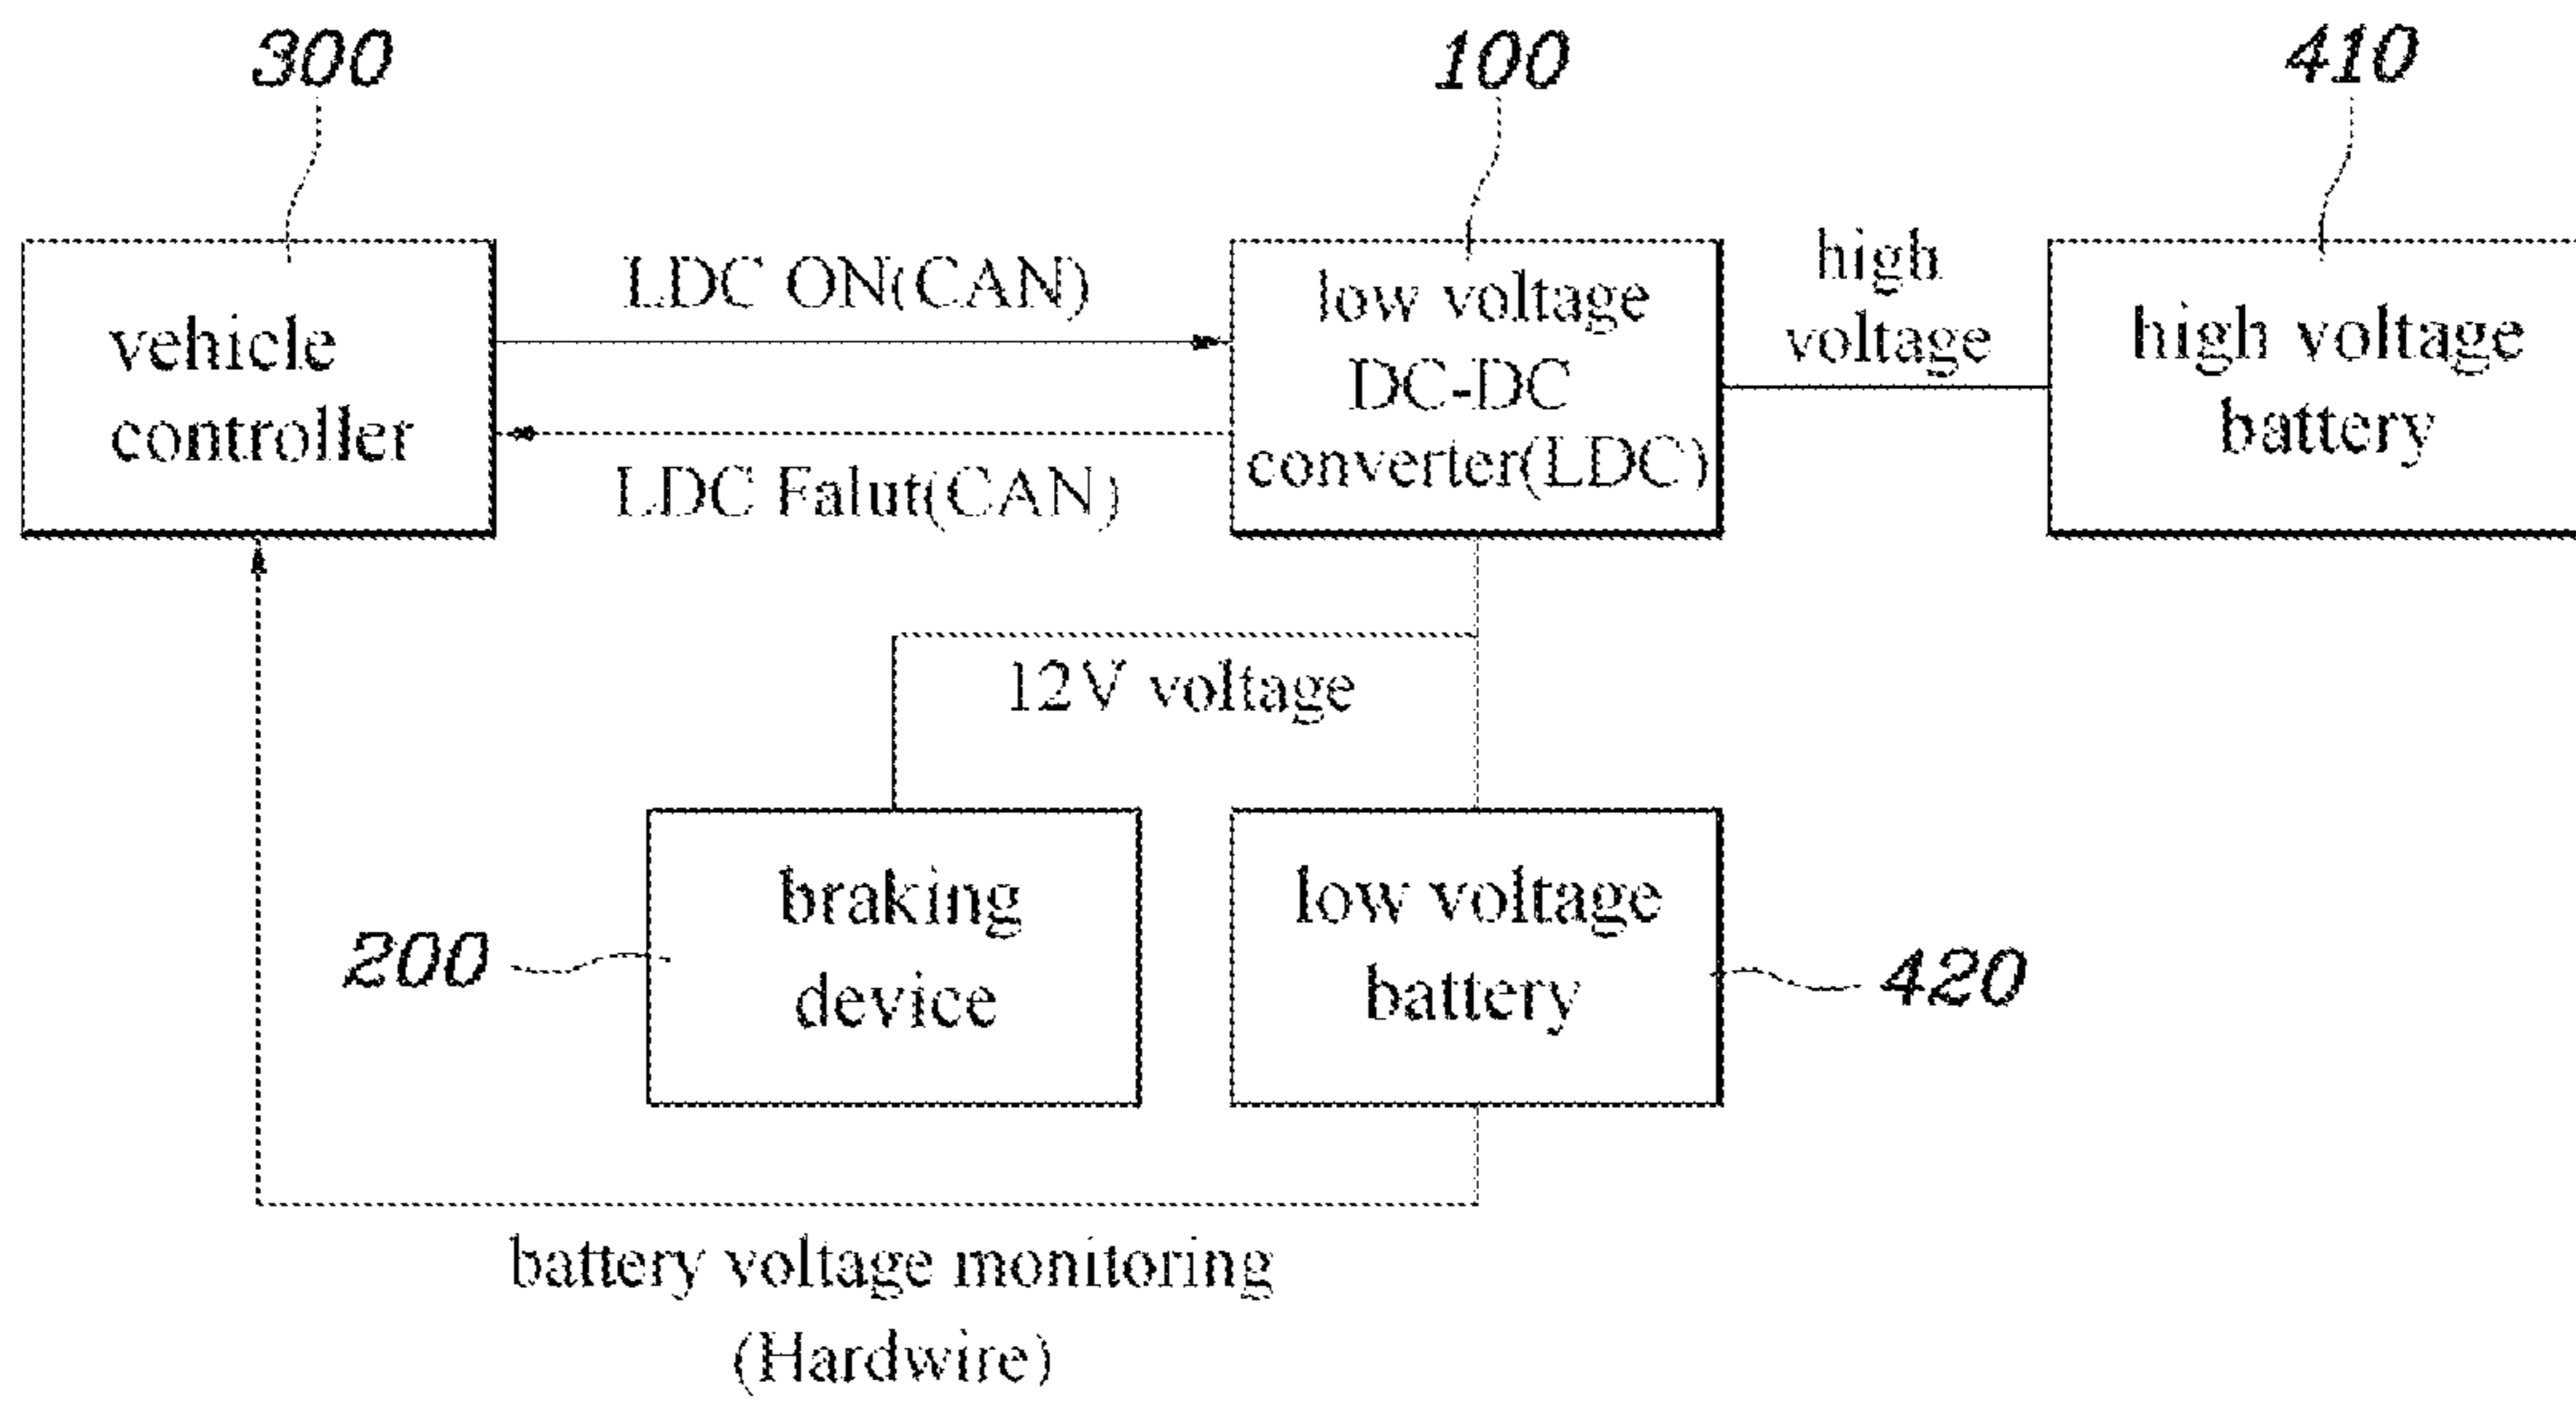 300
100
410
vehicle
controller
LDC ON(CAN)
LDC Falut(CAN)
low voltage
DC-DC
converter(LDC)
high
voltage
high voltage
battery
12V voltage
braking
device
200
low voltage
battery
420
battery voltage monitoring
(Hardwire)